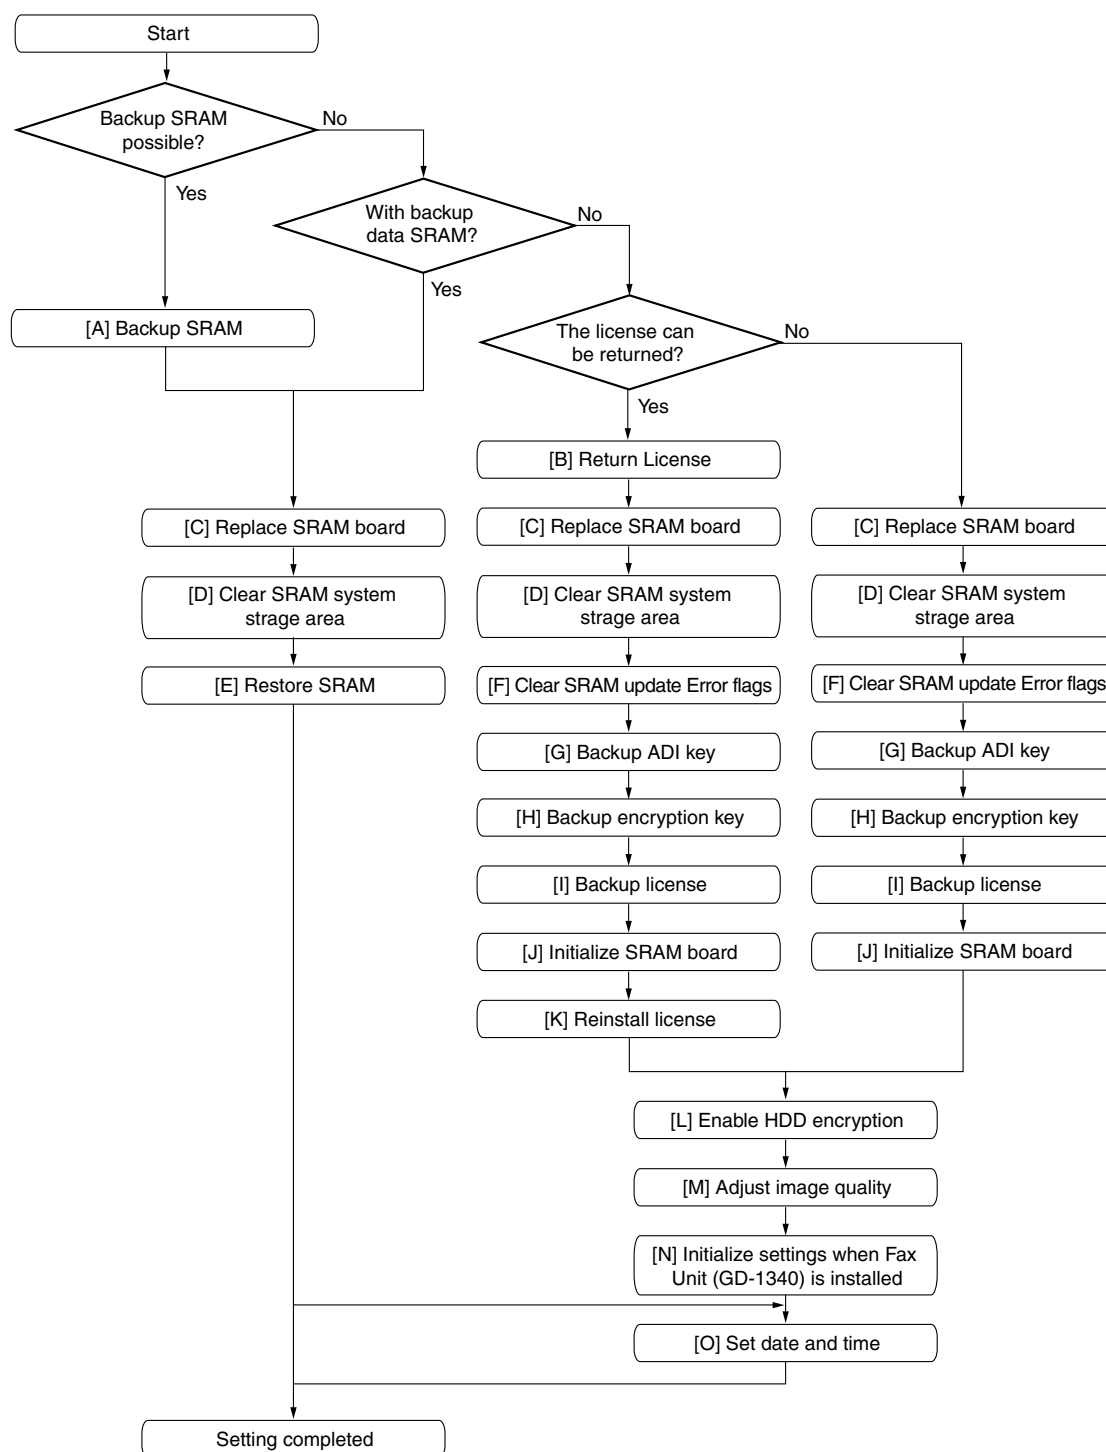 Start
Backup SRAM
possible?
No
Yes
With backup
data SRAM?
No
Yes
[A] Backup SRAM
The license can
be returned?
No
Yes
[B] Return License
[C] Replace SRAM board
[C] Replace SRAM board
[C] Replace SRAM board
[D] Clear SRAM system
strage area
[D] Clear SRAM system
strage area
[D] Clear SRAM system
strage area
[E] Restore SRAM
[F] Clear SRAM update Error flags
[F] Clear SRAM update Error flags
[G] Backup ADI key
[G] Backup ADI key
[H] Backup encryption key
[H] Backup encryption key
[I] Backup license
[I] Backup license
[J] Initialize SRAM board
[J] Initialize SRAM board
[K] Reinstall license
[L] Enable HDD encryption
[M] Adjust image quality
[N] Initialize settings when Fax
Unit (GD-1340) is installed
[O] Set date and time
Setting completed